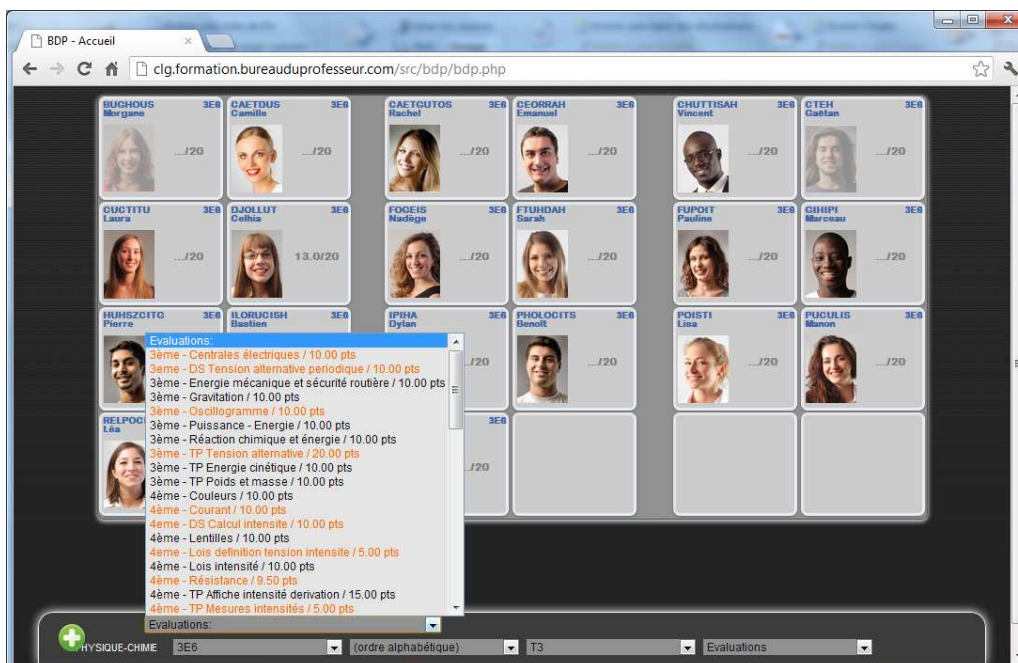 BDP - Accueil
clg.formation.bureauduprofesseur.com/src/bdp/bdp.php
BUGHOUS 3E6 CAETDUS 3E6 CAETGUTOS 3E6 CEORRAH 3E6 CHUTTISAH 3E6 CTEH 3E6
Morgane Camille Rachel Emanuel Vincent Gaëtan
.../20 .../20 .../20 .../20 .../20 .../20
CUCTITU 3E6 DJOLLUT 3E6 FOGEIS 3E6 FTUHDAH 3E6 FUPOIT 3E6 GIHIPI 3E6
Laura Celhia Nadège Sarah Pauline Marceau
.../20 13.0/20 .../20 .../20 .../20 .../20
HUHSZCITG 3E6 ILORUCISH 3E6 IPIHA 3E6 PHOLOCITS 3E6 POISTI 3E6 PUCULIS 3E6
Pierre Bastien Dylan Benoît Lisa Manon
/20 .../20 .../20 .../20
RELPOC 3E6
Léa
/20
Evaluations:
3ème - Centrales électriques / 10.00 pts
3eme - DS Tension alternative periodique / 10.00 pts
3ème - Energie mécanique et sécurité routière / 10.00 pts
3ème - Gravitation / 10.00 pts
3ème - Oscillogramme / 10.00 pts
3ème - Puissance - Energie / 10.00 pts
3ème - Réaction chimique et énergie / 10.00 pts
3ème - TP Tension alternative / 20.00 pts
3ème - TP Energie cinétique / 10.00 pts
3ème - TP Poids et masse / 10.00 pts
4ème - Couleurs / 10.00 pts
4ème - Courant / 10.00 pts
4eme - DS Calcul intensite / 10.00 pts
4ème - Lentilles / 10.00 pts
4eme - Lois definition tension intensite / 5.00 pts
4ème - Lois intensité / 10.00 pts
4ème - Résistance / 9.50 pts
4ème - TP Affiche intensité derivation / 15.00 pts
4ème - TP Mesures intensités / 5.00 pts
Evaluations:
PHYSIQUE-CHIMIE 3E6 (ordre alphabétique) T3 Evaluations